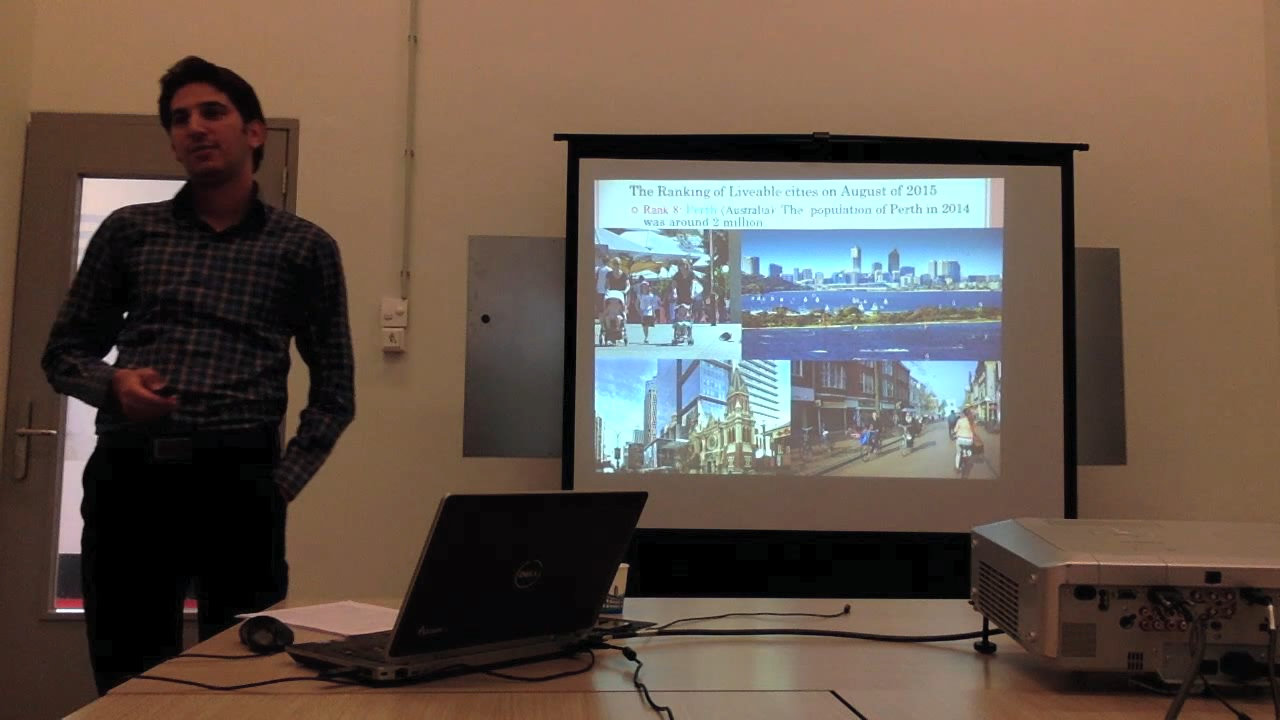 The Ranking of Liveable cities on August of 2015
Rank 8: Perth (Australia) The population of Perth in 2014
was around 2 million
DELL